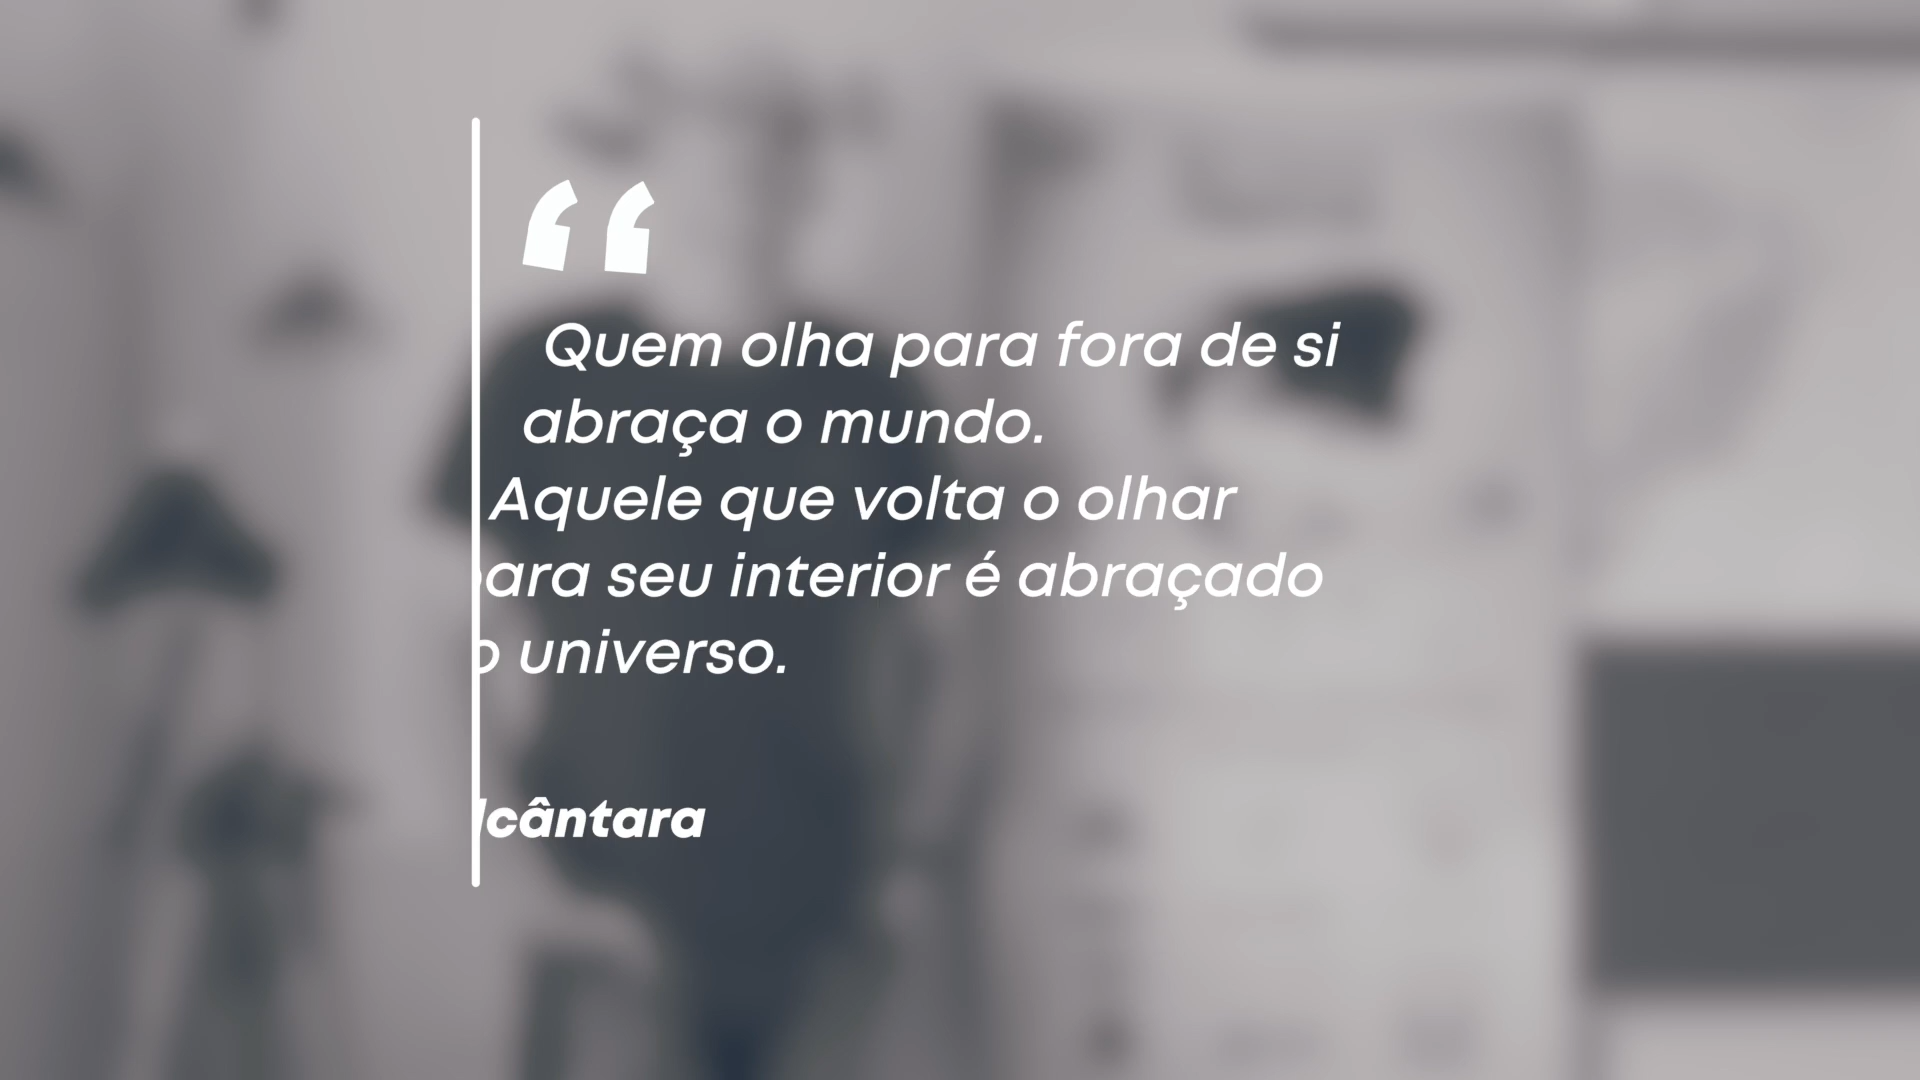 “
Quem olha para fora de si
abraça o mundo.
Aquele que volta o olhar
ara seu interior é abraçado
o universo.
lcântara